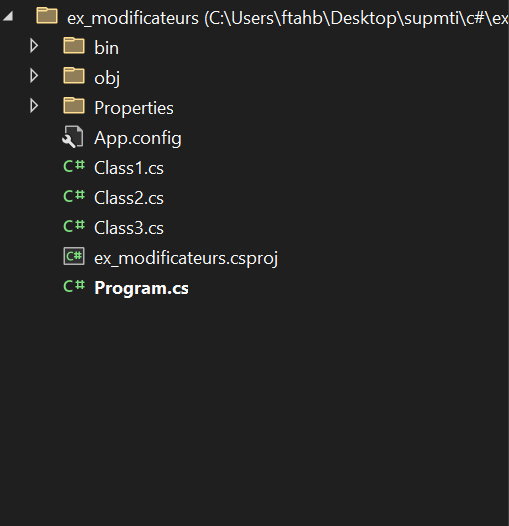 ex_modificateurs (C:\Users\ftahb\Desktop\supmti\c#\ex
bin
obj
Properties
App.config
C# Class1.cs
C# Class2.cs
C# Class3.cs
C# ex_modificateurs.csproj
C# Program.cs